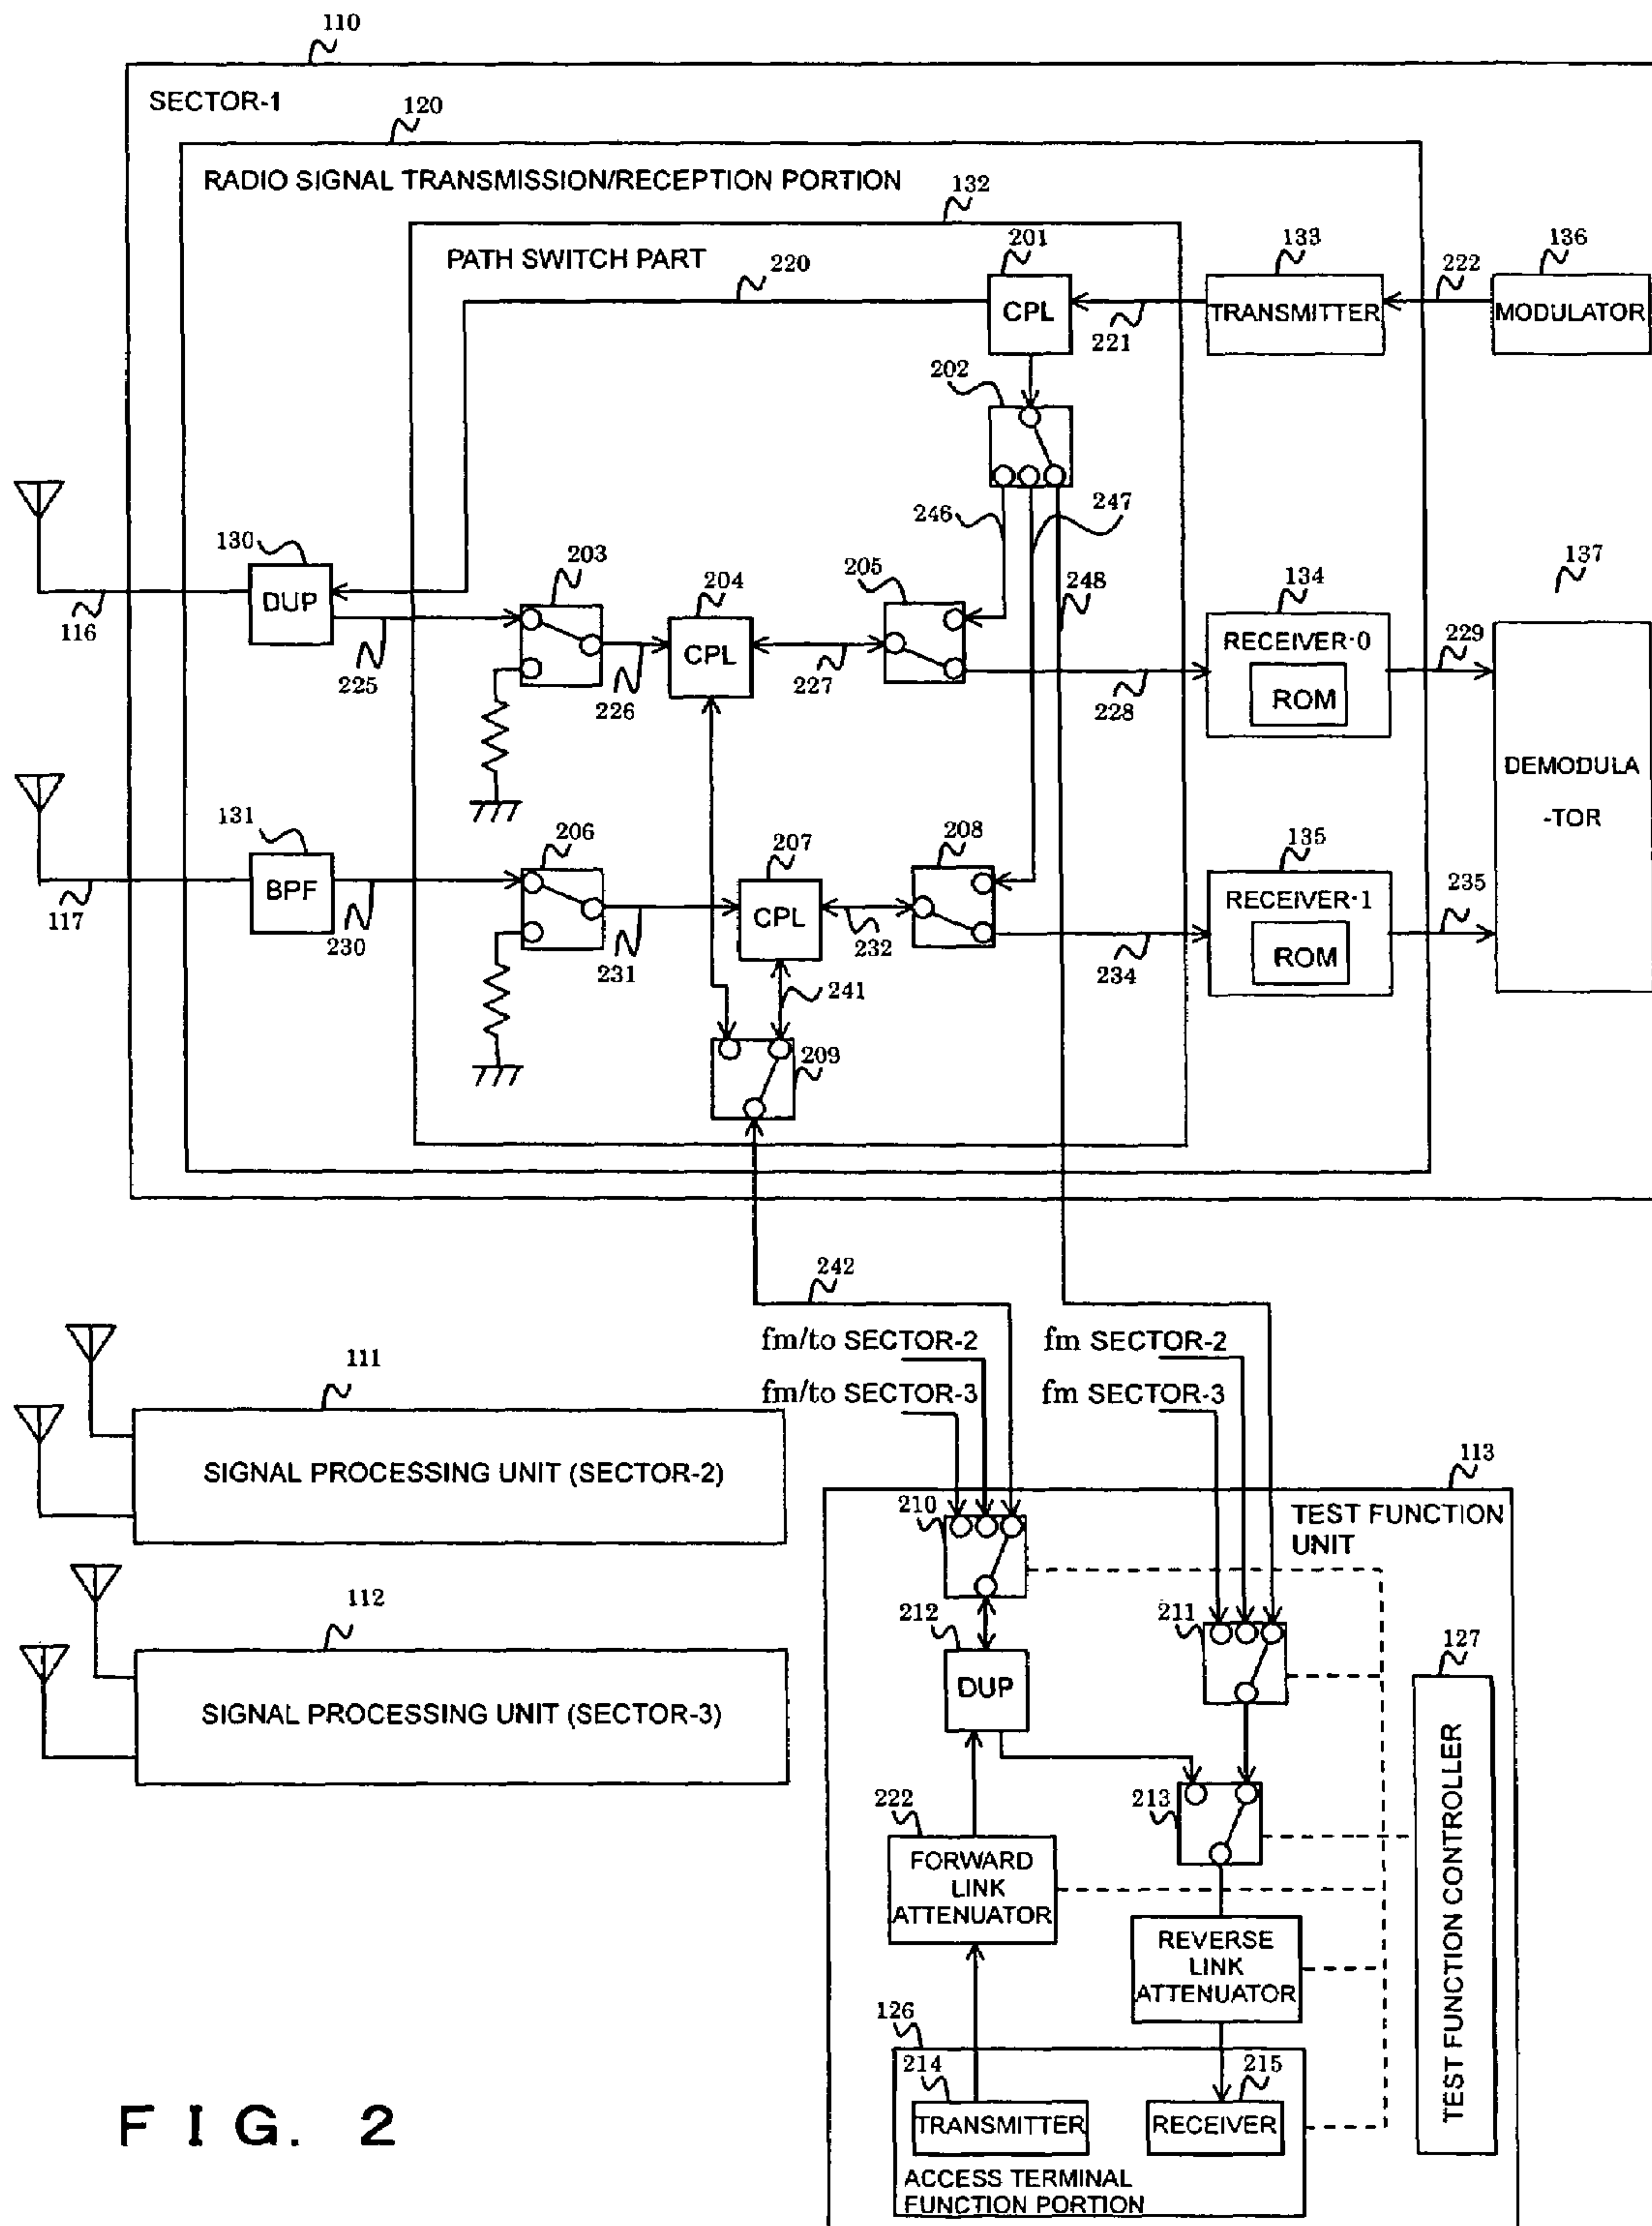 110
SECTOR-1
120
RADIO SIGNAL TRANSMISSION/RECEPTION PORTION
132
PATH SWITCH PART
220
201
CPL
221
133
TRANSMITTER
222
136
MODULATOR
202
246
247
248
130
DUP
116
225
203
226
204
CPL
227
205
228
134
RECEIVER-0
ROM
229
137
DEMODULA
-TOR
131
BPF
117
230
206
231
207
CPL
232
208
234
135
RECEIVER-1
ROM
235
241
209
242
fm/to SECTOR-2
fm SECTOR-2
fm/to SECTOR-3
fm SECTOR-3
111
SIGNAL PROCESSING UNIT (SECTOR-2)
112
SIGNAL PROCESSING UNIT (SECTOR-3)
113
TEST FUNCTION
UNIT
210
211
212
DUP
127
TEST FUNCTION CONTROLLER
213
222
FORWARD
LINK
ATTENUATOR
REVERSE
LINK
ATTENUATOR
126
214
TRANSMITTER
215
RECEIVER
ACCESS TERMINAL
FUNCTION PORTION
FIG. 2